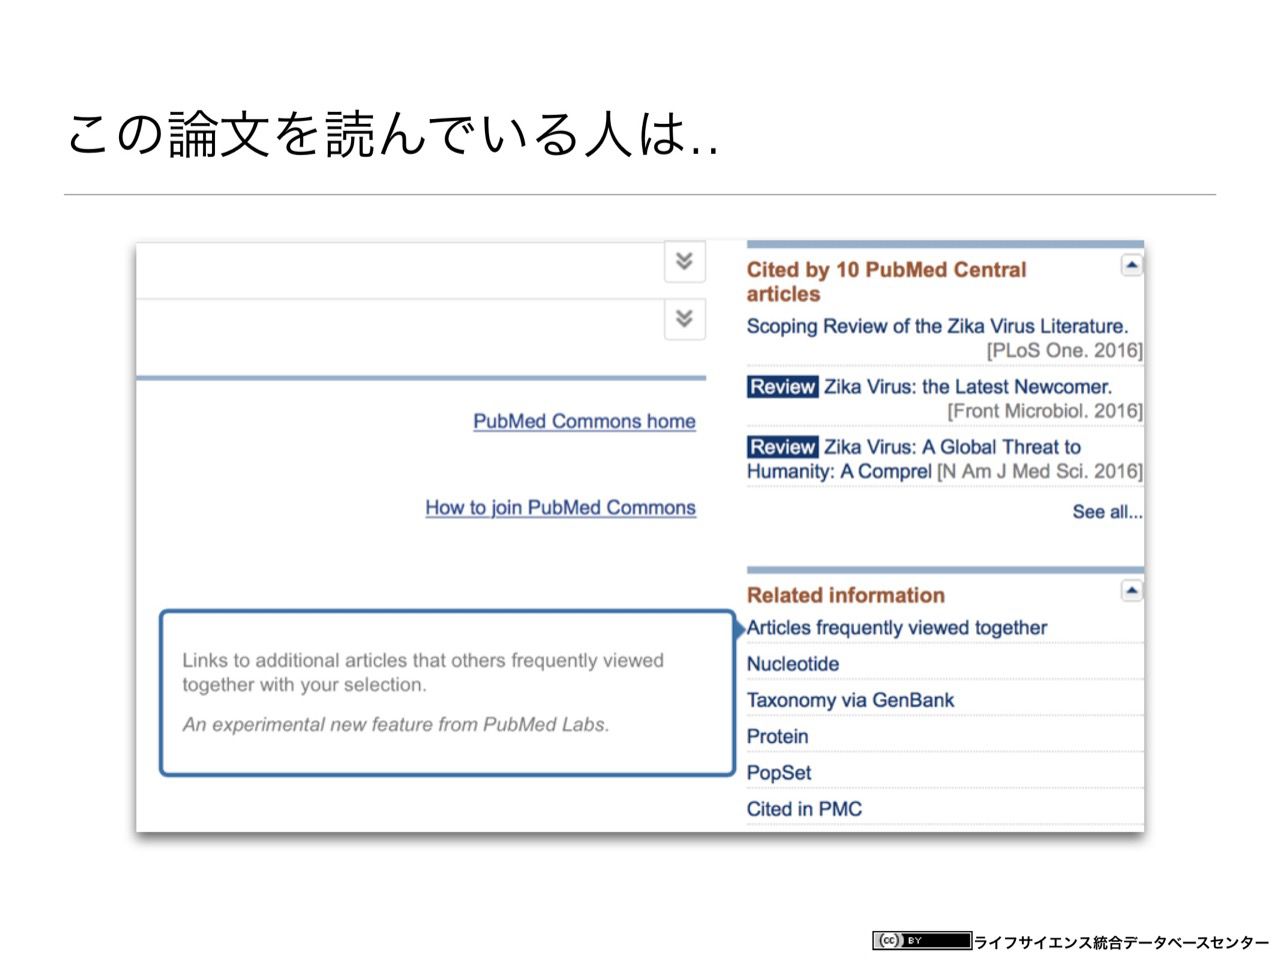 この論文を読んでいる人は..
PubMed Commons home
How to join PubMed Commons
Links to additional articles that others frequently viewed
together with your selection.
An experimental new feature from PubMed Labs.
Cited by 10 PubMed Central
articles
Scoping Review of the Zika Virus Literature.
[PLoS One. 2016]
Review Zika Virus: the Latest Newcomer.
[Front Microbiol. 2016]
Review Zika Virus: A Global Threat to
Humanity: A Comprel [N Am J Med Sci. 2016]
See all...
Related information
Articles frequently viewed together
Nucleotide
Taxonomy via GenBank
Protein
PopSet
Cited in PMC
(cc) BY ライフサイエンス統合データベースセンター